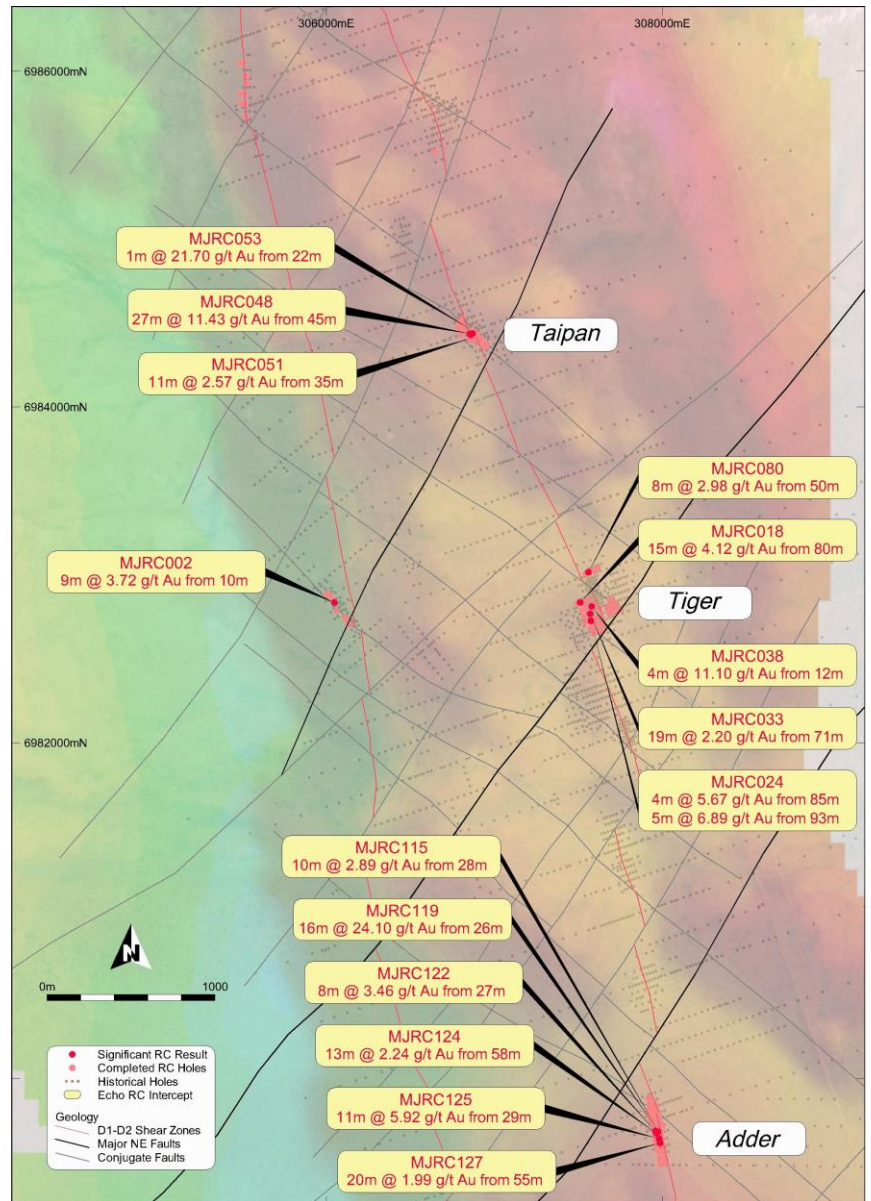 306000mE
308000mE
6986000mN
MJRC053
1m @ 21.70 g/t Au from 22m
MJRC048
27m @ 11.43 g/t Au from 45m
Taipan
MJRC051
11m @ 2.57 g/t Au from 35m
6984000mN
MJRC080
8m @ 2.98 g/t Au from 50m
MJRC018
15m @ 4.12 g/t Au from 80m
MJRC002
9m @ 3.72 g/t Au from 10m
Tiger
MJRC038
4m @ 11.10 g/t Au from 12m
MJRC033
19m @ 2.20 g/t Au from 71m
6982000mN
MJRC024
4m @ 5.67 g/t Au from 85m
5m @ 6.89 g/t Au from 93m
MJRC115
10m @ 2.89 g/t Au from 28m
MJRC119
16m @ 24.10 g/t Au from 26m
MJRC122
8m @ 3.46 g/t Au from 27m
MJRC124
13m @ 2.24 g/t Au from 58m
MJRC125
11m @ 5.92 g/t Au from 29m
MJRC127
20m @ 1.99 g/t Au from 55m
Adder
N
0m 1000
Significant RC Result
Completed RC Holes
Historical Holes
Echo RC Intercept
Geology
D1-D2 Shear Zones
Major NE Faults
Conjugate Faults